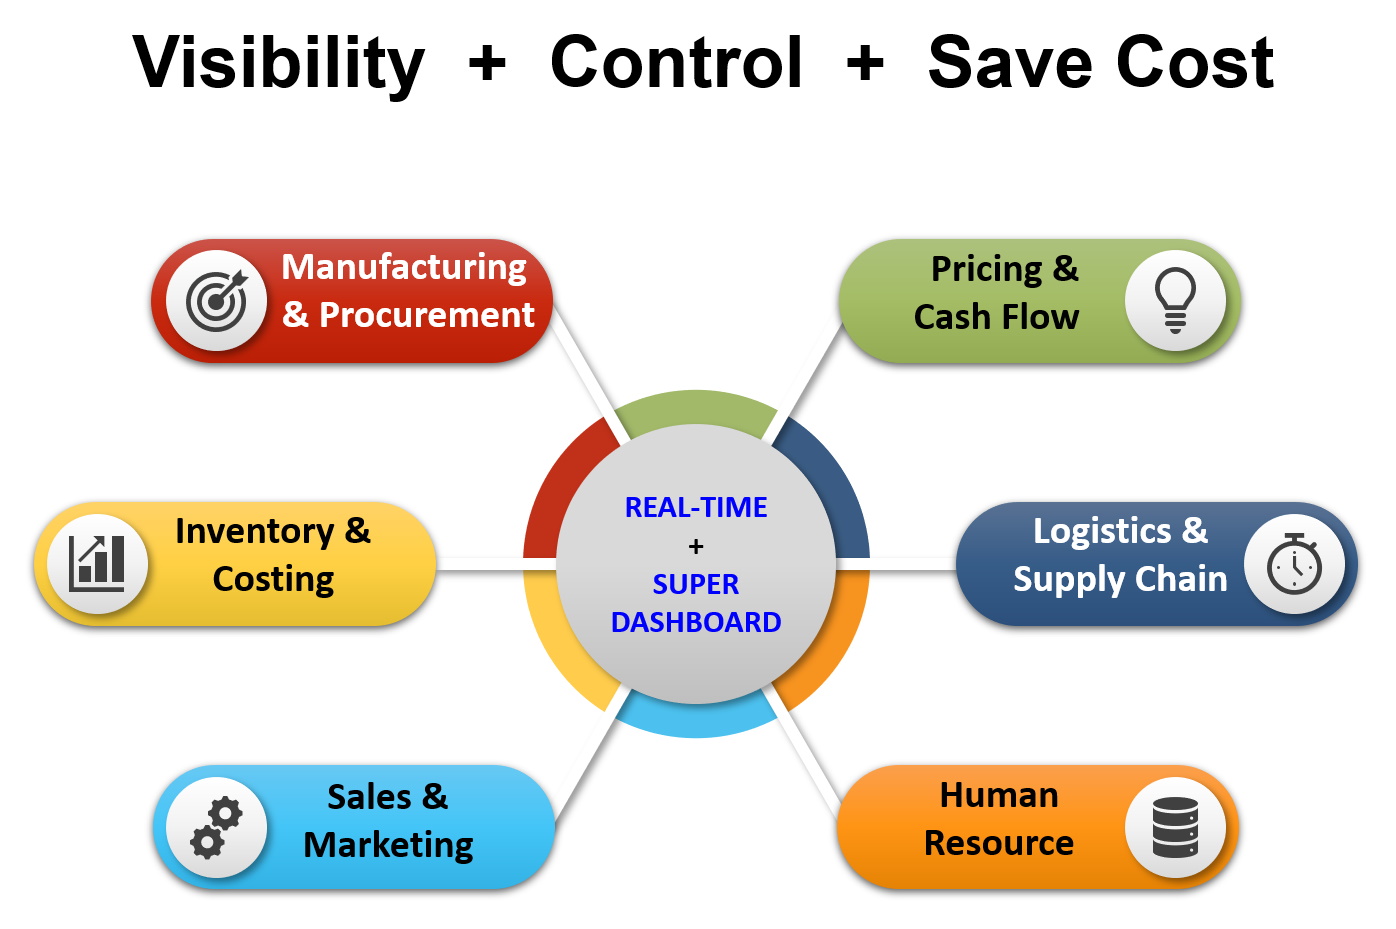 Visibility + Control + Save Cost
Manufacturing
& Procurement
Pricing &
Cash Flow
REAL-TIME
+
SUPER
DASHBOARD
Inventory &
Costing
Logistics &
Supply Chain
Sales &
Marketing
Human
Resource